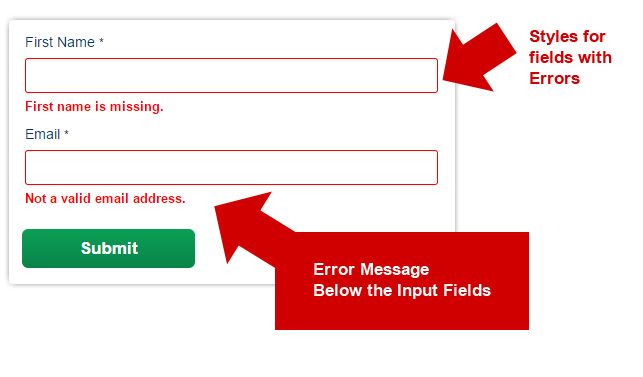 First Name *
Styles for
fields with
Errors
First name is missing.
Email *
Not a valid email address.
Submit
Error Message
Below the Input Fields